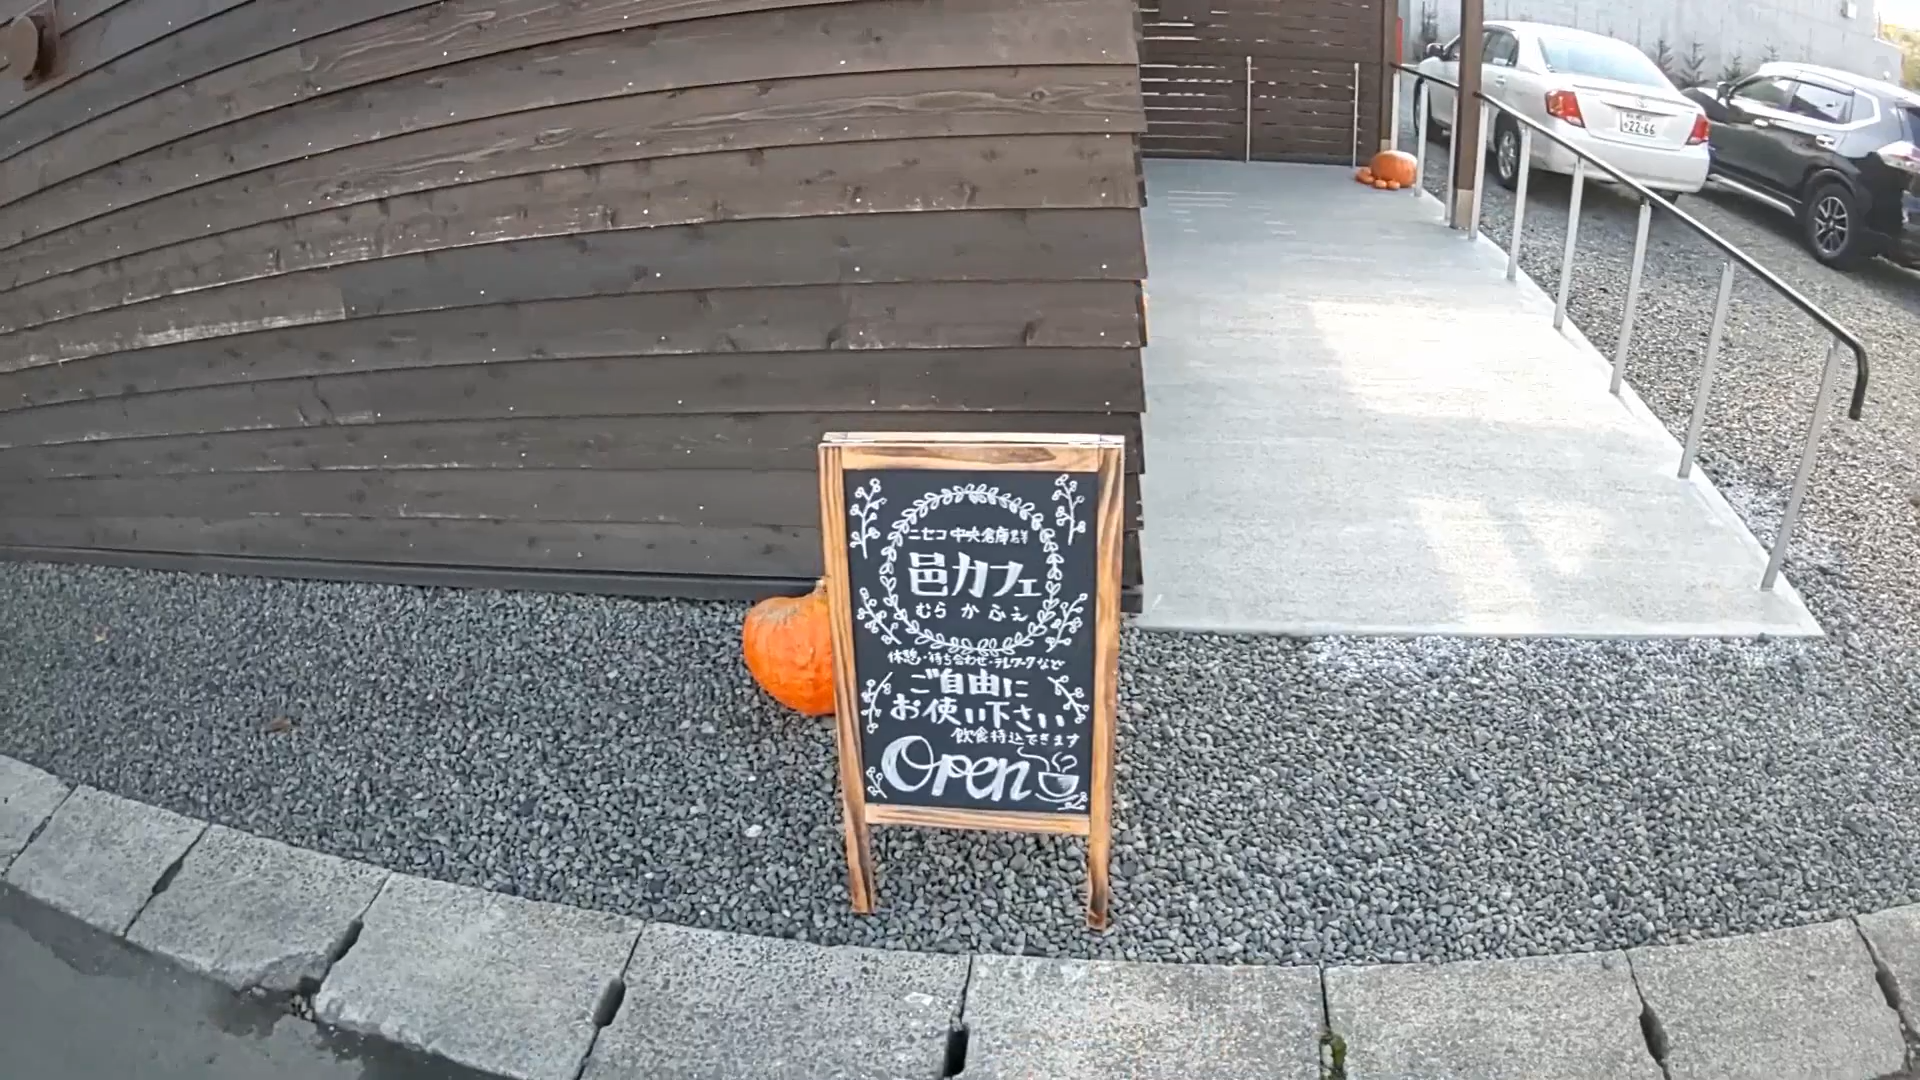 ニセコ中央倉庫群
邑カフェ
むらかふぇ
休憩・待ち合わせ・テレワークなど
ご自由に
お使い下さい
飲食持込できます
Open
22-66